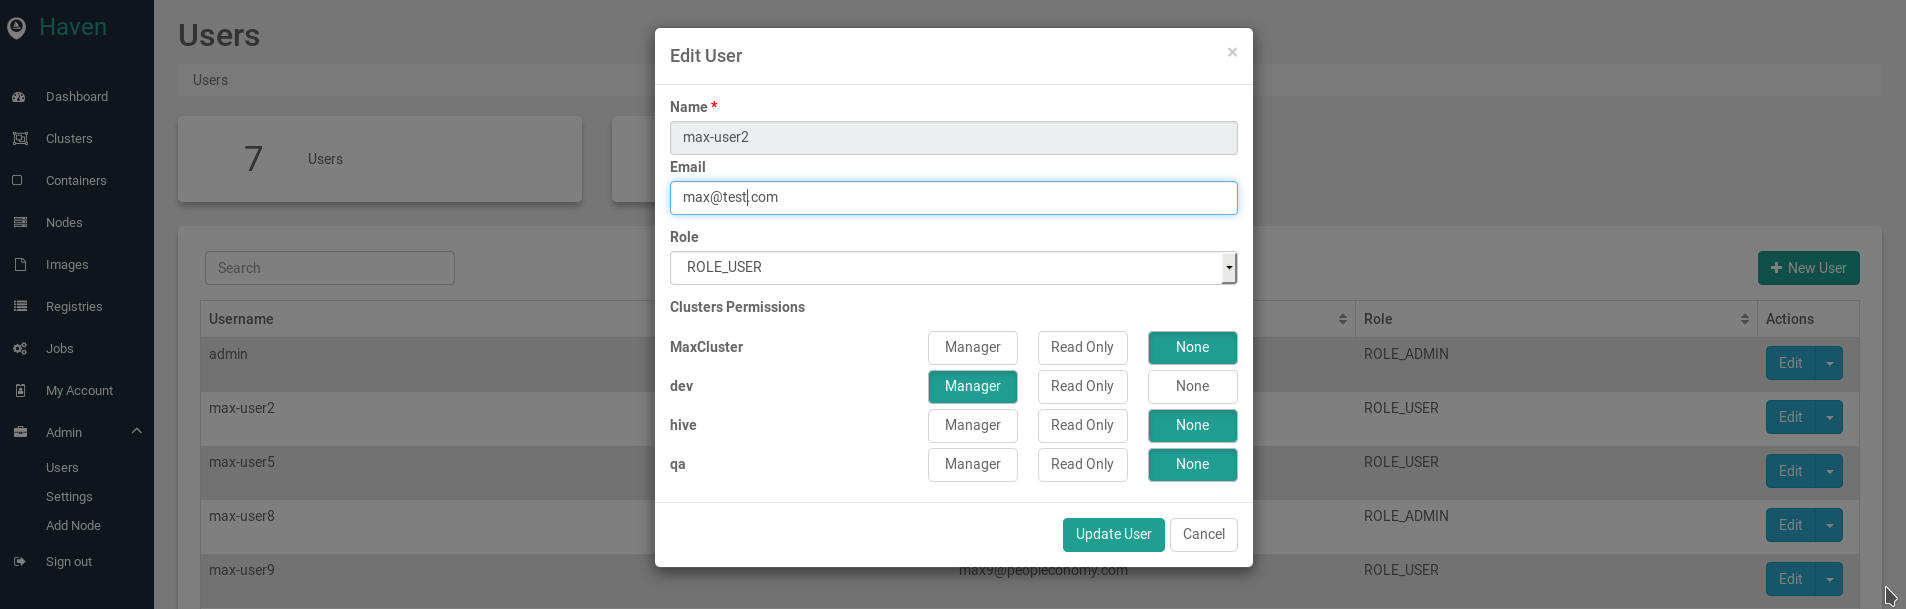 Haven
Dashboard
Clusters
Containers
Nodes
Images
Registries
Jobs
My Account
Admin
Users
Settings
Add Node
Sign out
Users
Users
7 Users
Search
New User
Username Role Actions
admin ROLE_ADMIN Edit
max-user2 ROLE_USER Edit
max-user5 ROLE_USER Edit
max-user8 ROLE_ADMIN Edit
max-user9 max9@peopleconomy.com ROLE_USER Edit
Edit User ×
Name *
max-user2
Email
max@test.com
Role
ROLE_USER
Clusters Permissions
MaxCluster Manager Read Only None
dev Manager Read Only None
hive Manager Read Only None
qa Manager Read Only None
Update User Cancel